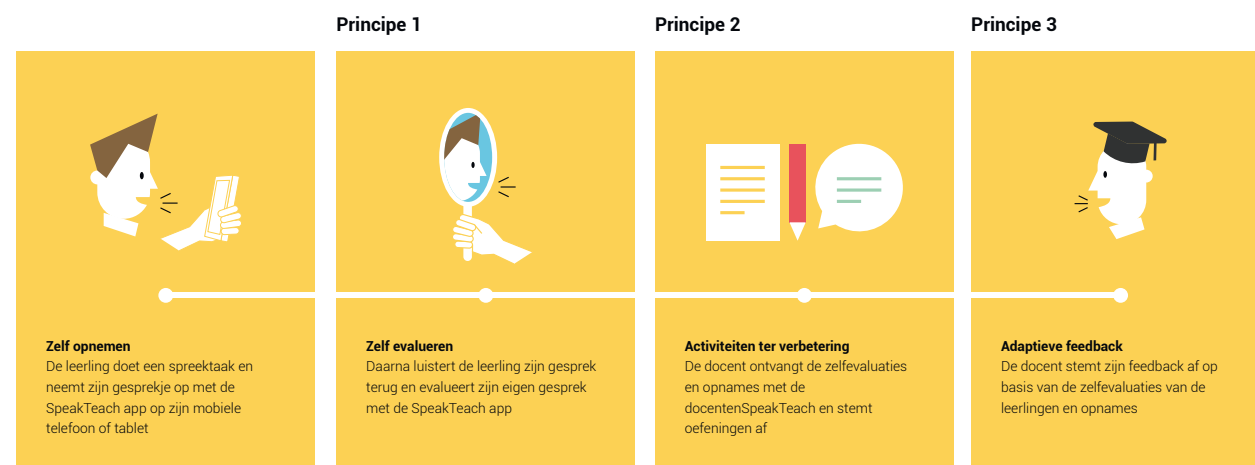 Principe 1
Principe 2
Principe 3
Zelf opnemen
De leerling doet een spreektaak en
neemt zijn gesprekje op met de
SpeakTeach app op zijn mobiele
telefoon of tablet
Zelf evalueren
Daarna luistert de leerling zijn gesprek
terug en evalueert zijn eigen gesprek
met de SpeakTeach app
Activiteiten ter verbetering
De docent ontvangt de zelfevaluaties
en opnames met de
docentenSpeakTeach en stemt
oefeningen af
Adaptieve feedback
De docent stemt zijn feedback af op
basis van de zelfevaluaties van de
leerlingen en opnames